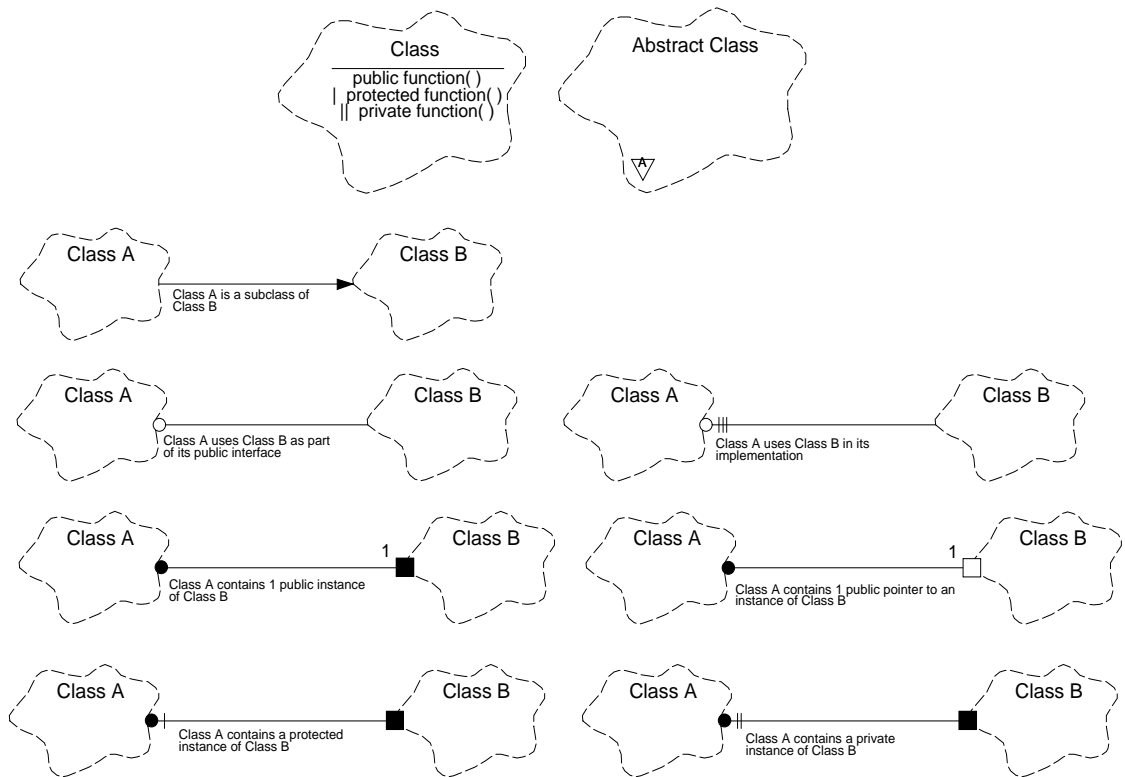 Class
public function( )
| protected function( )
|| private function( )
Abstract Class
A
Class A
Class B
Class A is a subclass of
Class B
Class A
Class B
Class A uses Class B as part
of its public interface
Class A
Class B
Class A uses Class B in its
implementation
Class A
1
Class B
Class A contains 1 public instance
of Class B
Class A
1
Class B
Class A contains 1 public pointer to an
instance of Class B
Class A
Class B
Class A contains a protected
instance of Class B
Class A
Class B
Class A contains a private
instance of Class B